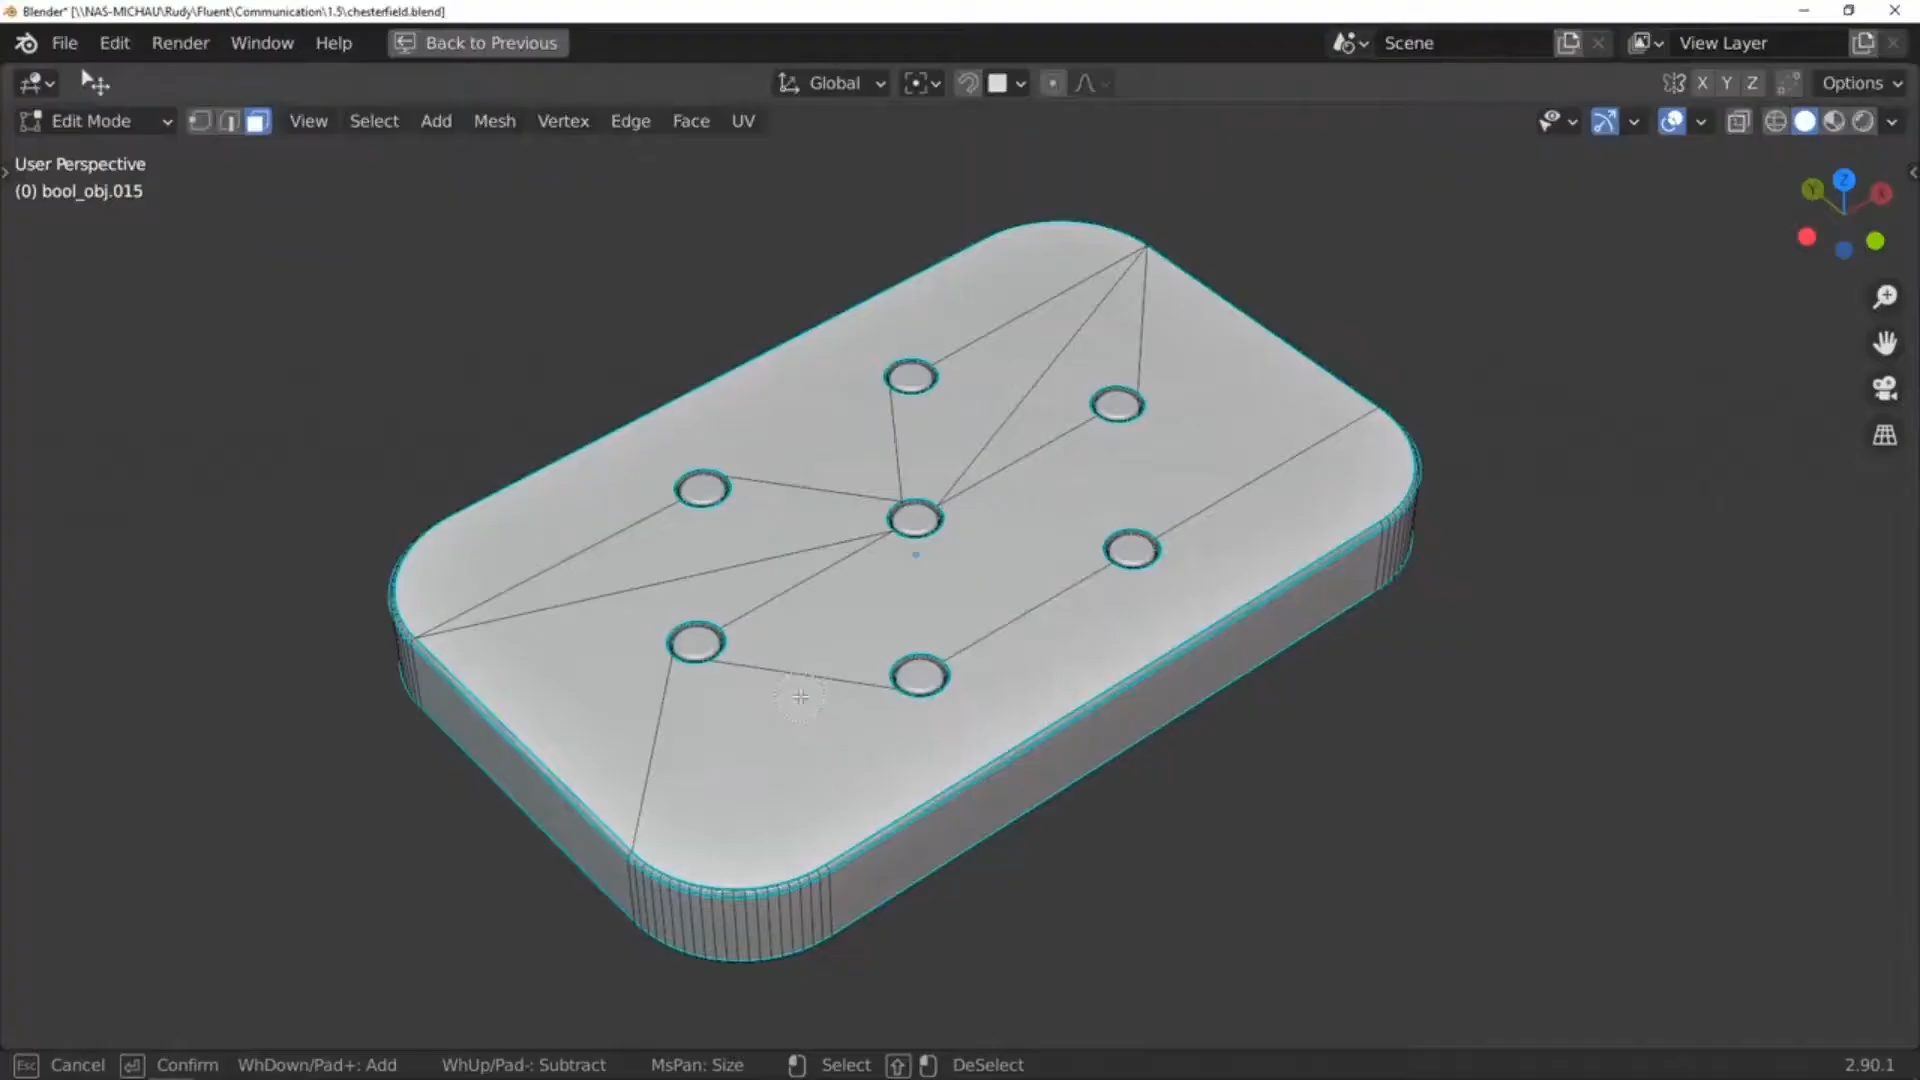 Blender* [\\NAS-MICHAU\Rudy\Fluent\Communication\1.5\chesterfield.blend]
File Edit Render Window Help Back to Previous Scene View Layer
Global X Y Z Options
Edit Mode View Select Add Mesh Vertex Edge Face UV
User Perspective
(0) bool_obj.015
Z
Y
X
Esc Cancel Confirm WhDown/Pad+: Add WhUp/Pad-: Subtract MsPan: Size Select DeSelect 2.90.1